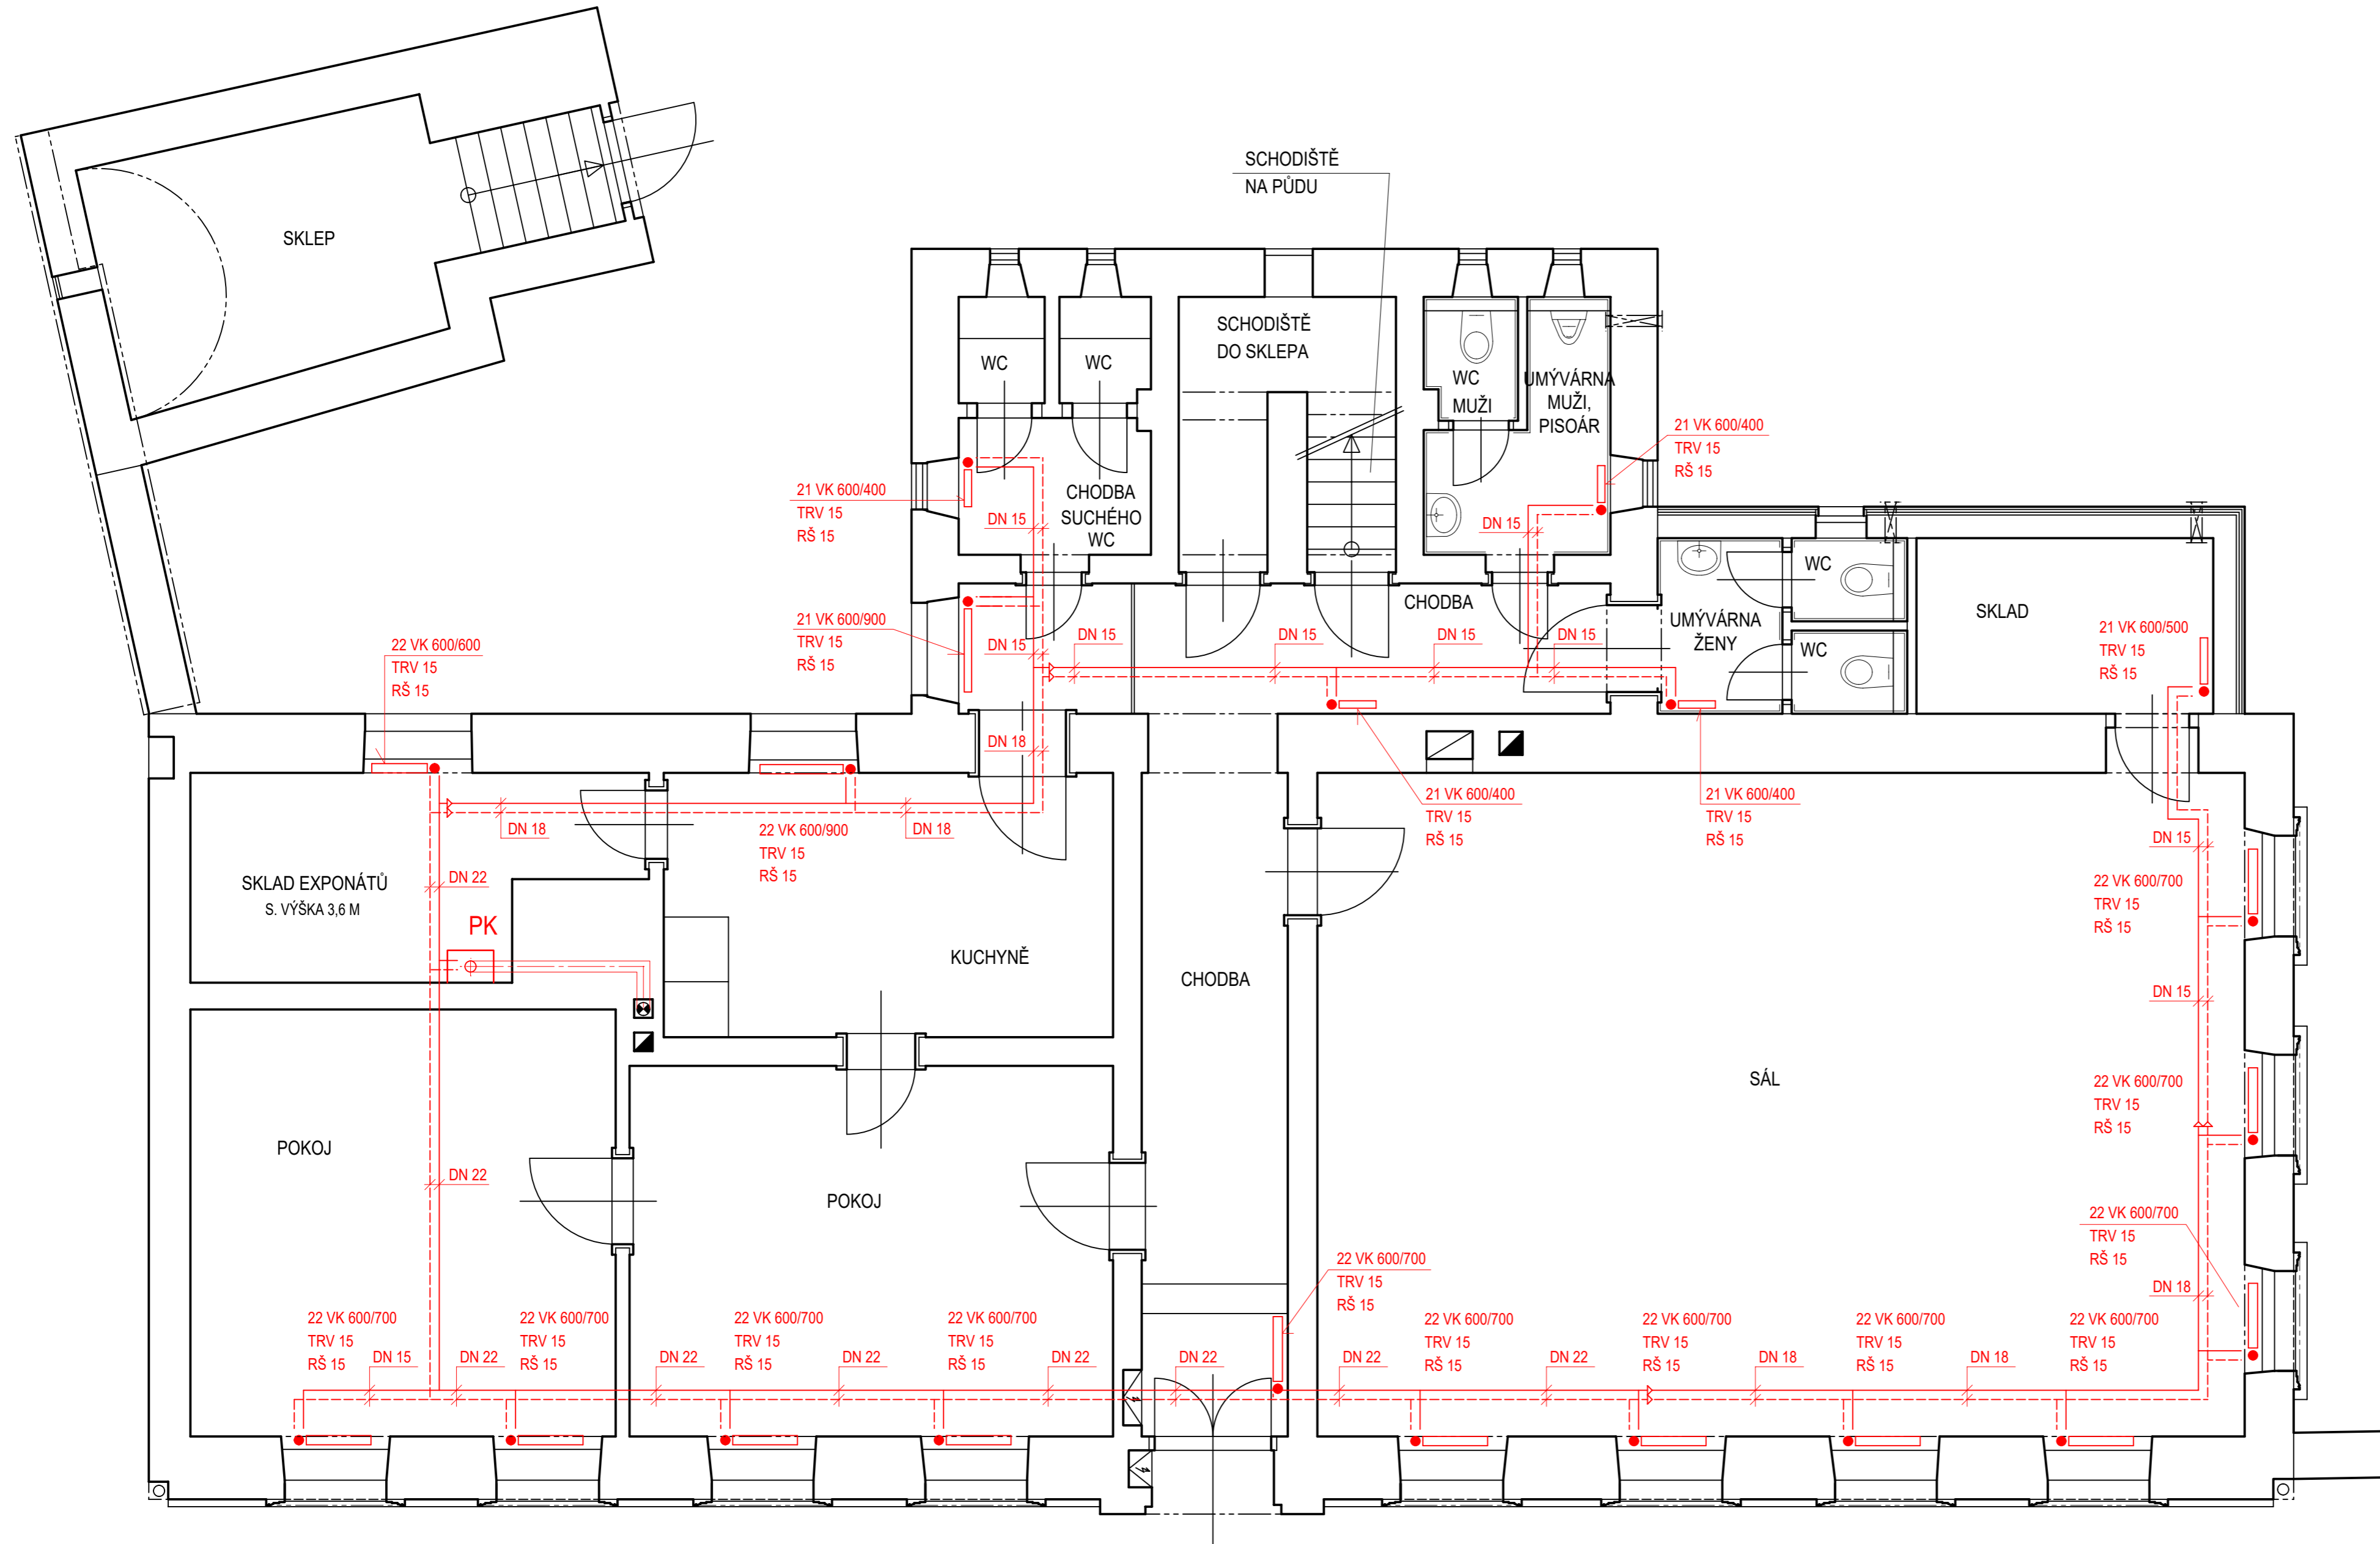 SCHODIŠTĚ
NA PŮDU
SKLEP
SCHODIŠTĚ
DO SKLEPA
WC
WC
WC
MUŽI
UMÝVÁRNA
MUŽI,
PISOÁR
21 VK 600/400
TRV 15
RŠ 15
21 VK 600/400
TRV 15
RŠ 15
CHODBA
SUCHÉHO
WC
DN 15
DN 15
WC
CHODBA
SKLAD
UMÝVÁRNA
ŽENY
WC
21 VK 600/900
TRV 15
RŠ 15
DN 15
DN 15
DN 15
DN 15
DN 15
21 VK 600/500
TRV 15
RŠ 15
22 VK 600/600
TRV 15
RŠ 15
DN 18
21 VK 600/400
TRV 15
RŠ 15
21 VK 600/400
TRV 15
RŠ 15
DN 18
22 VK 600/900
TRV 15
RŠ 15
DN 18
DN 15
SKLAD EXPONÁTŮ
S. VÝŠKA 3,6 M
DN 22
PK
22 VK 600/700
TRV 15
RŠ 15
KUCHYNĚ
CHODBA
DN 15
SÁL
22 VK 600/700
TRV 15
RŠ 15
POKOJ
DN 22
POKOJ
22 VK 600/700
TRV 15
RŠ 15
22 VK 600/700
TRV 15
RŠ 15
DN 18
22 VK 600/700
TRV 15
RŠ 15
DN 15
DN 22
22 VK 600/700
TRV 15
RŠ 15
DN 22
22 VK 600/700
TRV 15
RŠ 15
DN 22
22 VK 600/700
TRV 15
RŠ 15
DN 22
DN 22
DN 22
22 VK 600/700
TRV 15
RŠ 15
DN 22
22 VK 600/700
TRV 15
RŠ 15
DN 18
22 VK 600/700
TRV 15
RŠ 15
DN 18
22 VK 600/700
TRV 15
RŠ 15